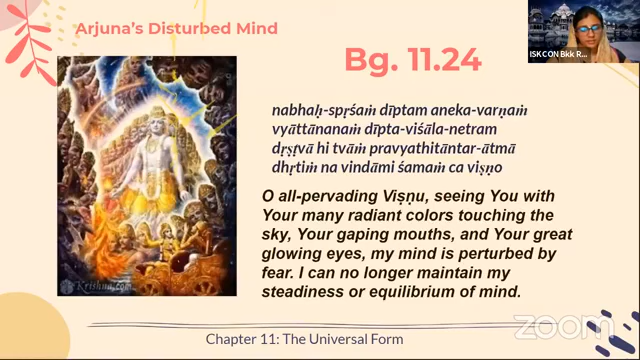 Arjuna's Disturbed Mind
ISKCON Bkk R...
Bg. 11.24
nabhaḥ-spṛśaṁ dīptam aneka-varṇaṁ
vyāttānanaṁ dīpta-viśāla-netram
dṛṣṭvā hi tvāṁ pravyathitāntar-ātmā
dhṛtiṁ na vindāmi śamaṁ ca viṣṇo
O all-pervading Viṣṇu, seeing You with
Your many radiant colors touching the
sky, Your gaping mouths, and Your great
glowing eyes, my mind is perturbed by
fear. I can no longer maintain my
steadiness or equilibrium of mind.
Krishna.com
zoom
Chapter 11: The Universal Form